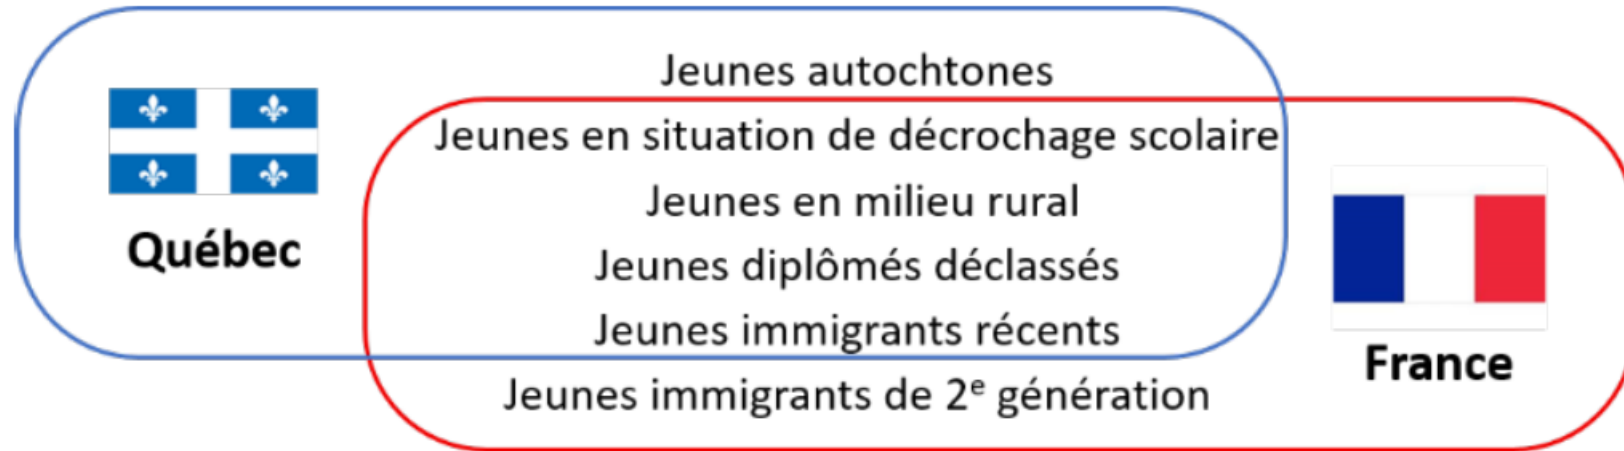 Jeunes autochtones
Jeunes en situation de décrochage scolaire
Jeunes en milieu rural
Québec
Jeunes diplômés déclassés
Jeunes immigrants récents
France
Jeunes immigrants de 2ᵉ génération